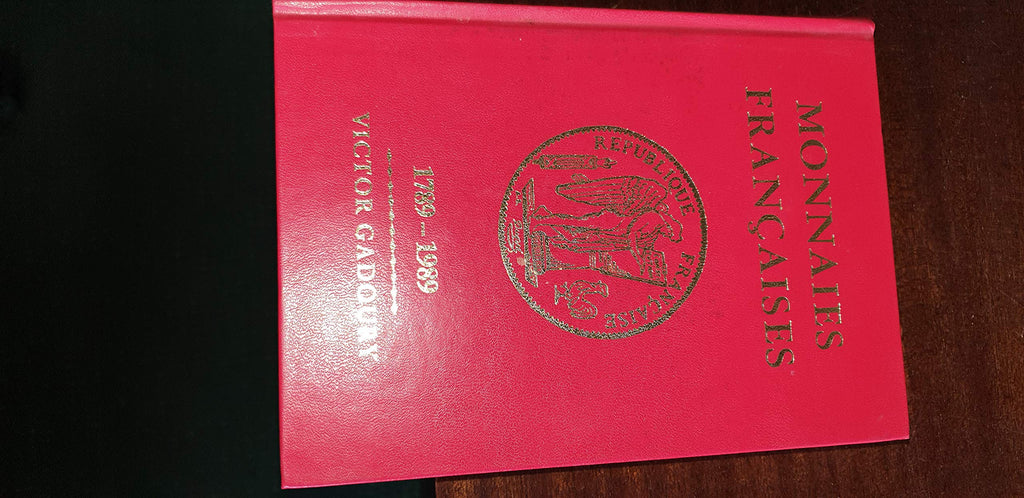 MONNAIES
FRANÇAISES
REPUBLIQUE FRANÇAISE
1789 - 1989
VICTOR GADOURY